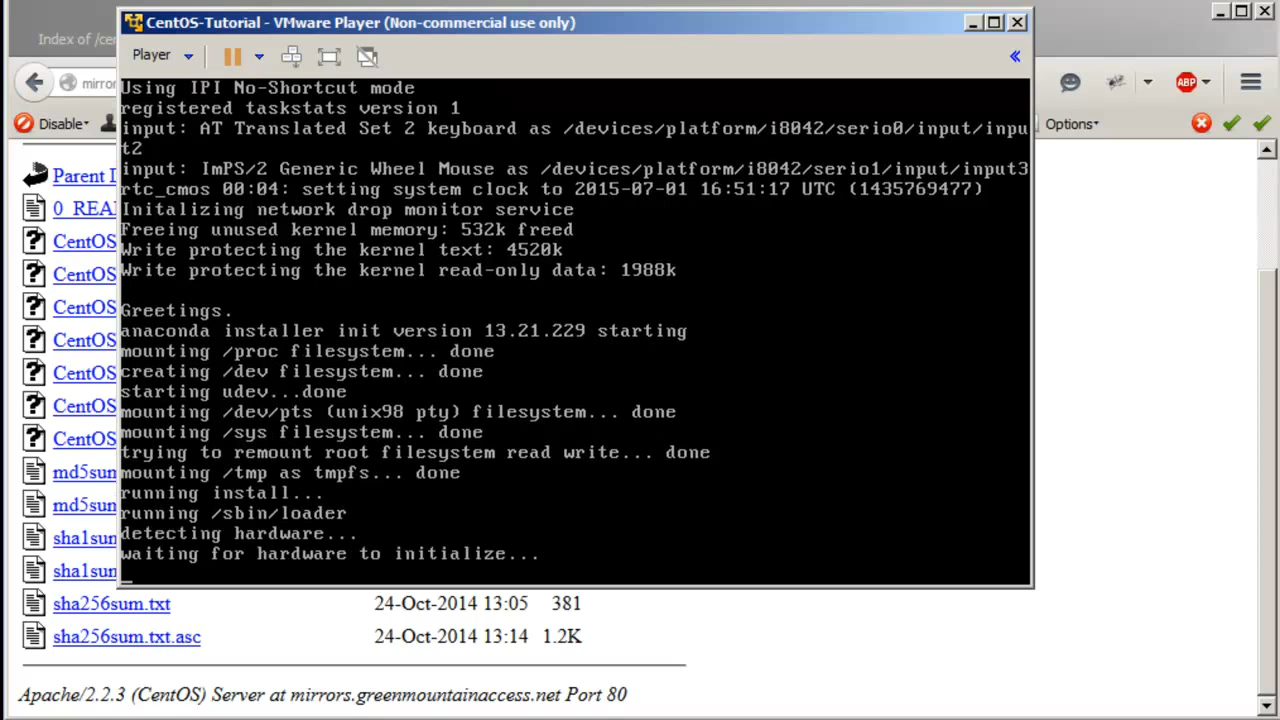 CentOS-Tutorial - VMware Player (Non-commercial use only)
Index of /cen
Player
mirror
ABP
Disable
Options
Using IPI No-Shortcut mode
registered taskstats version 1
input: AT Translated Set 2 keyboard as /devices/platform/i8042/serio0/input/inpu
t2
input: ImPS/2 Generic Wheel Mouse as /devices/platform/i8042/serio1/input/input3
rtc_cmos 00:04: setting system clock to 2015-07-01 16:51:17 UTC (1435769477)
Initalizing network drop monitor service
Freeing unused kernel memory: 532k freed
Write protecting the kernel text: 4520k
Write protecting the kernel read-only data: 1988k
Greetings.
anaconda installer init version 13.21.229 starting
mounting /proc filesystem... done
creating /dev filesystem... done
starting udev...done
mounting /dev/pts (unix98 pty) filesystem... done
mounting /sys filesystem... done
trying to remount root filesystem read write... done
mounting /tmp as tmpfs... done
running install...
running /sbin/loader
detecting hardware...
waiting for hardware to initialize...
Parent D
0_READ
CentOS
CentOS
CentOS
CentOS
CentOS
CentOS
CentOS
md5sum
md5sum
sha1sum
sha1sum
sha256sum.txt 24-Oct-2014 13:05 381
sha256sum.txt.asc 24-Oct-2014 13:14 1.2K
Apache/2.2.3 (CentOS) Server at mirrors.greenmountainaccess.net Port 80